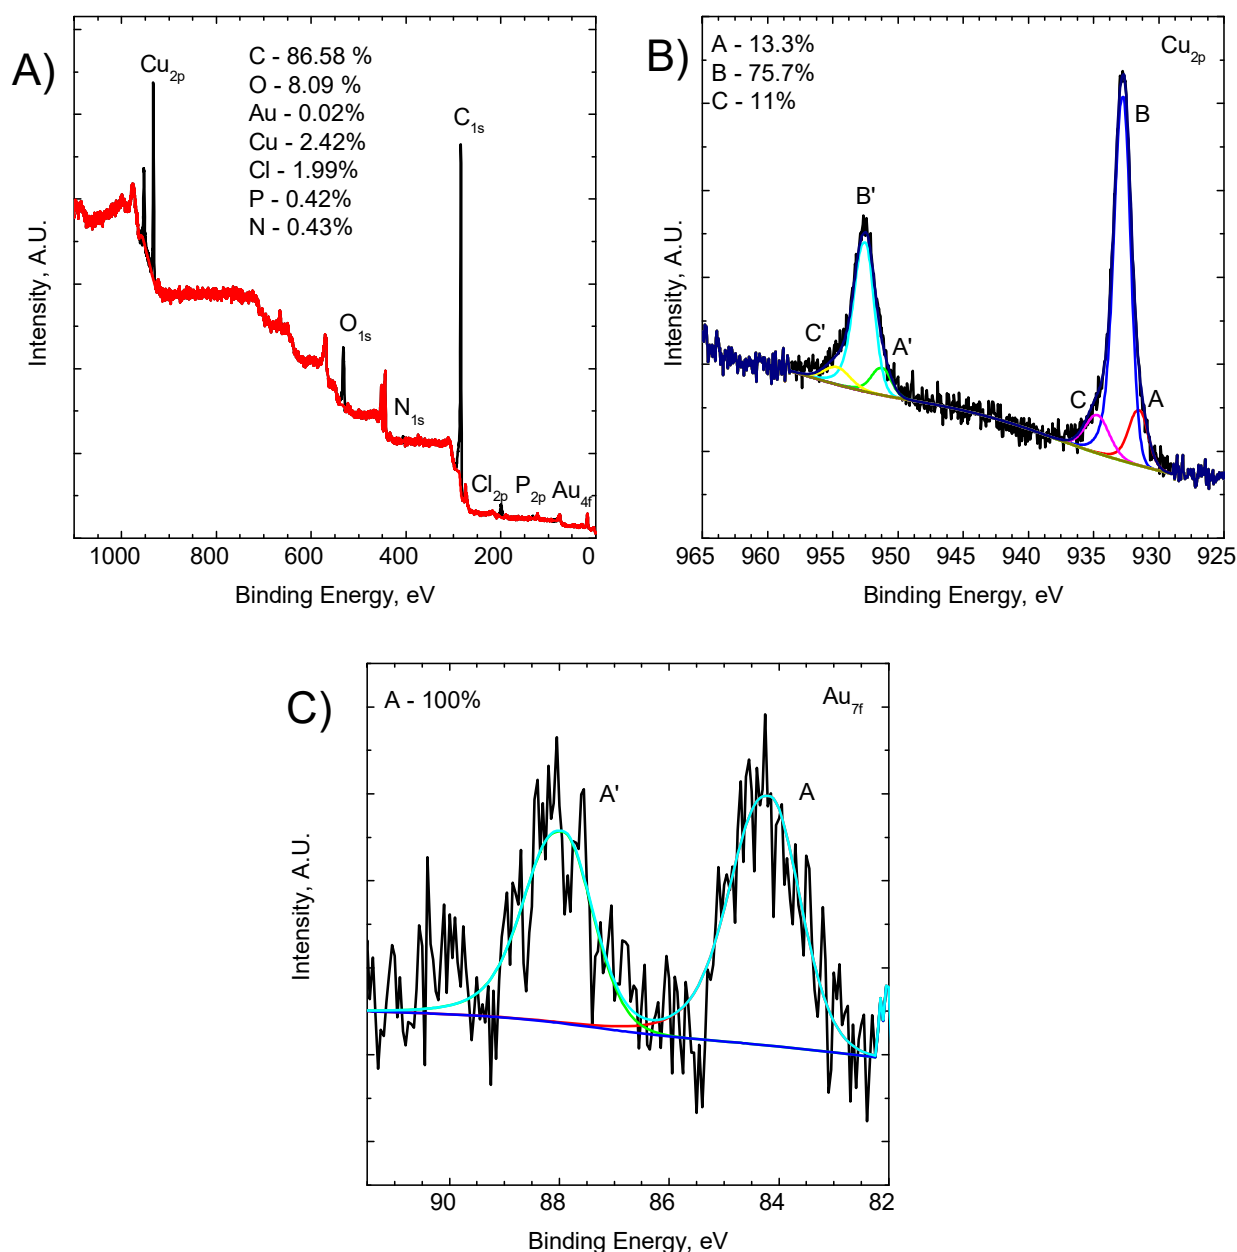 A)
Cu2p
C - 86.58 %
O - 8.09 %
Au - 0.02%
Cu - 2.42%
Cl - 1.99%
P - 0.42%
N - 0.43%
C1s
O1s
N1s
Cl2p P2p Au4f
Intensity, A.U.
1000 800 600 400 200 0
Binding Energy, eV
B)
A - 13.3%
B - 75.7%
C - 11%
Cu2p
B
B'
C'
A'
C
A
Intensity, A.U.
965 960 955 950 945 940 935 930 925
Binding Energy, eV
C)
A - 100%
Au7f
A'
A
Intensity, A.U.
90 88 86 84 82
Binding Energy, eV